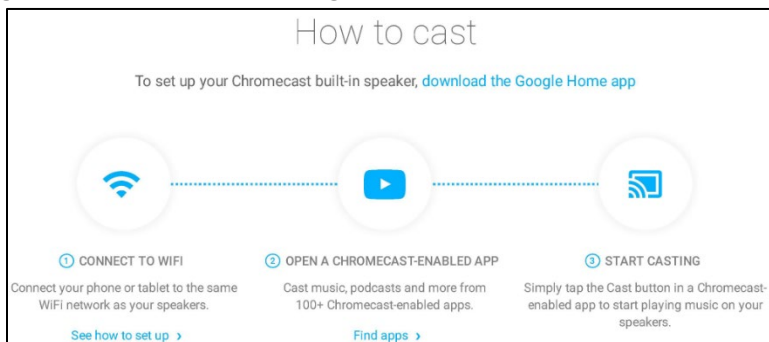 How to cast
To set up your Chromecast built-in speaker, download the Google Home app
① CONNECT TO WIFI
Connect your phone or tablet to the same
WiFi network as your speakers.
See how to set up ›
② OPEN A CHROMECAST-ENABLED APP
Cast music, podcasts and more from
100+ Chromecast-enabled apps.
Find apps ›
③ START CASTING
Simply tap the Cast button in a Chromecast-
enabled app to start playing music on your
speakers.